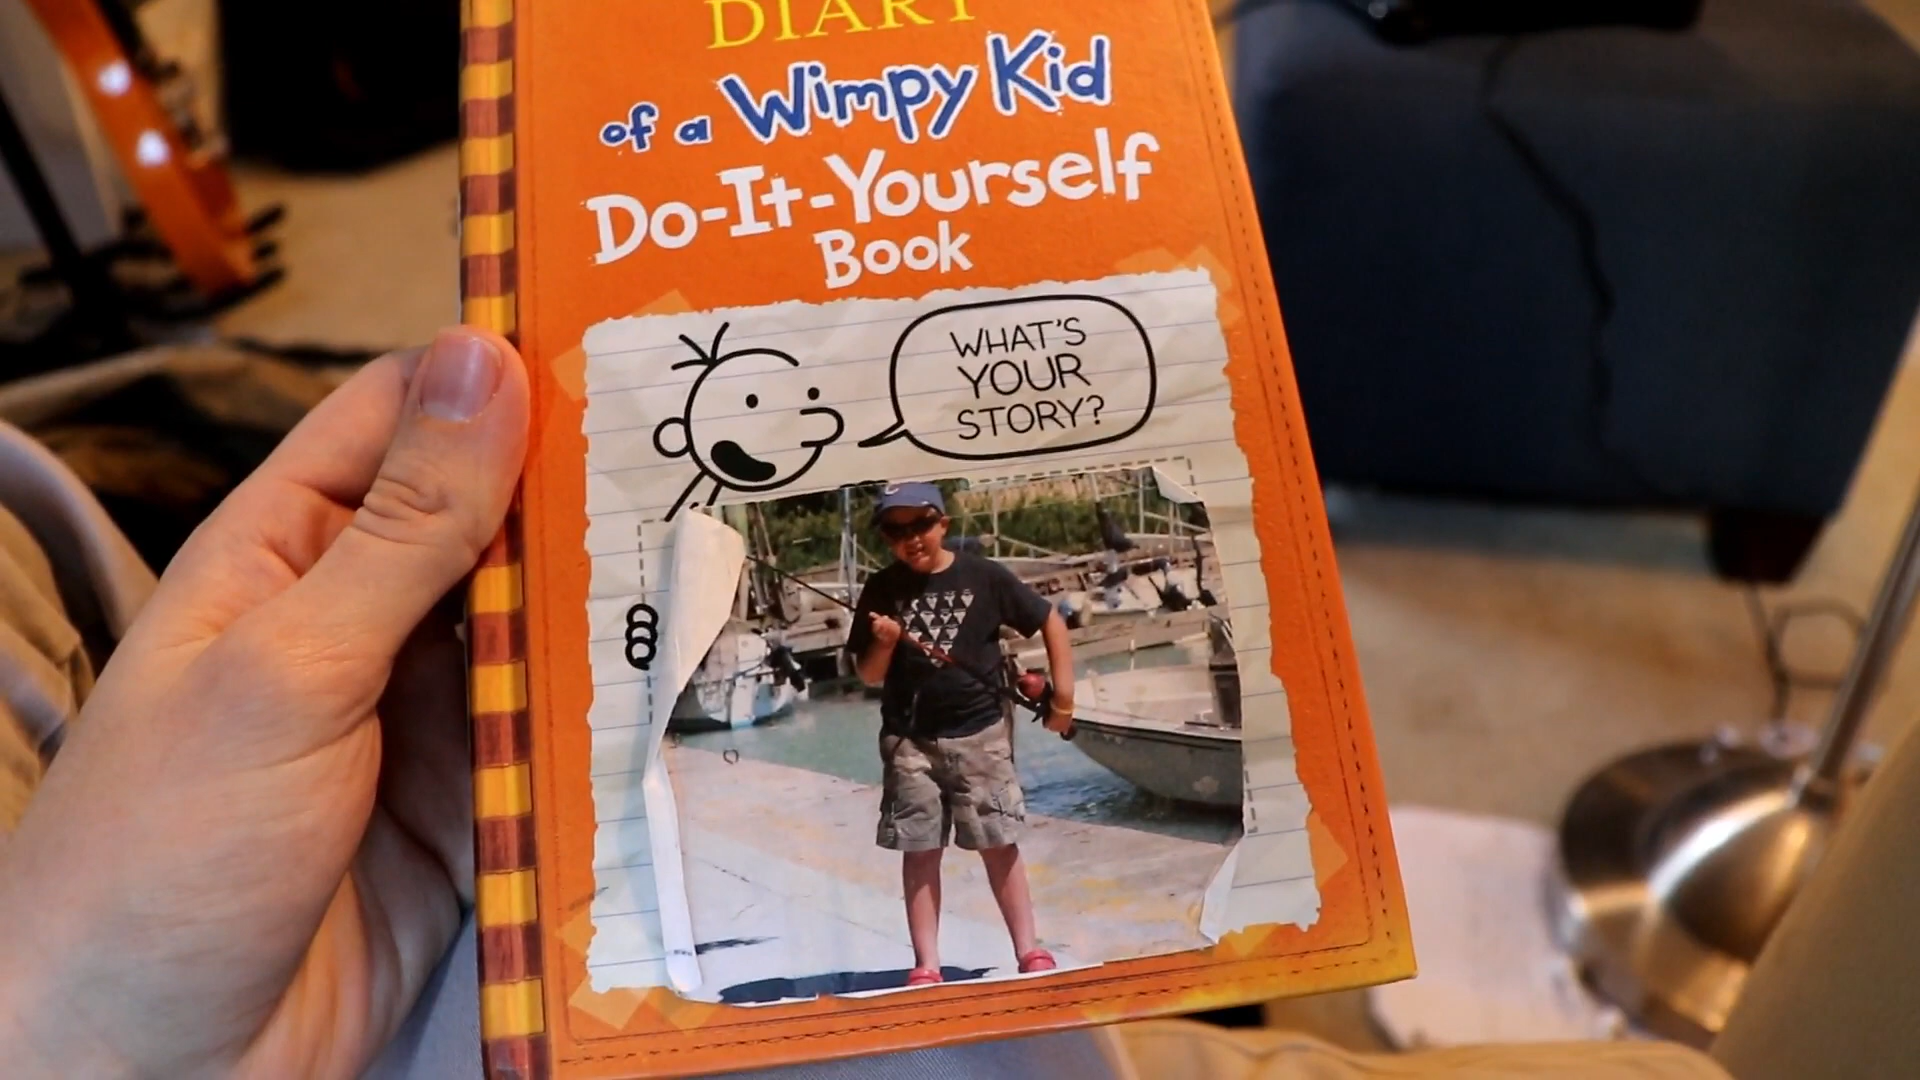 DIARY
of a Wimpy Kid
Do-It-Yourself
Book
WHAT'S
YOUR
STORY?